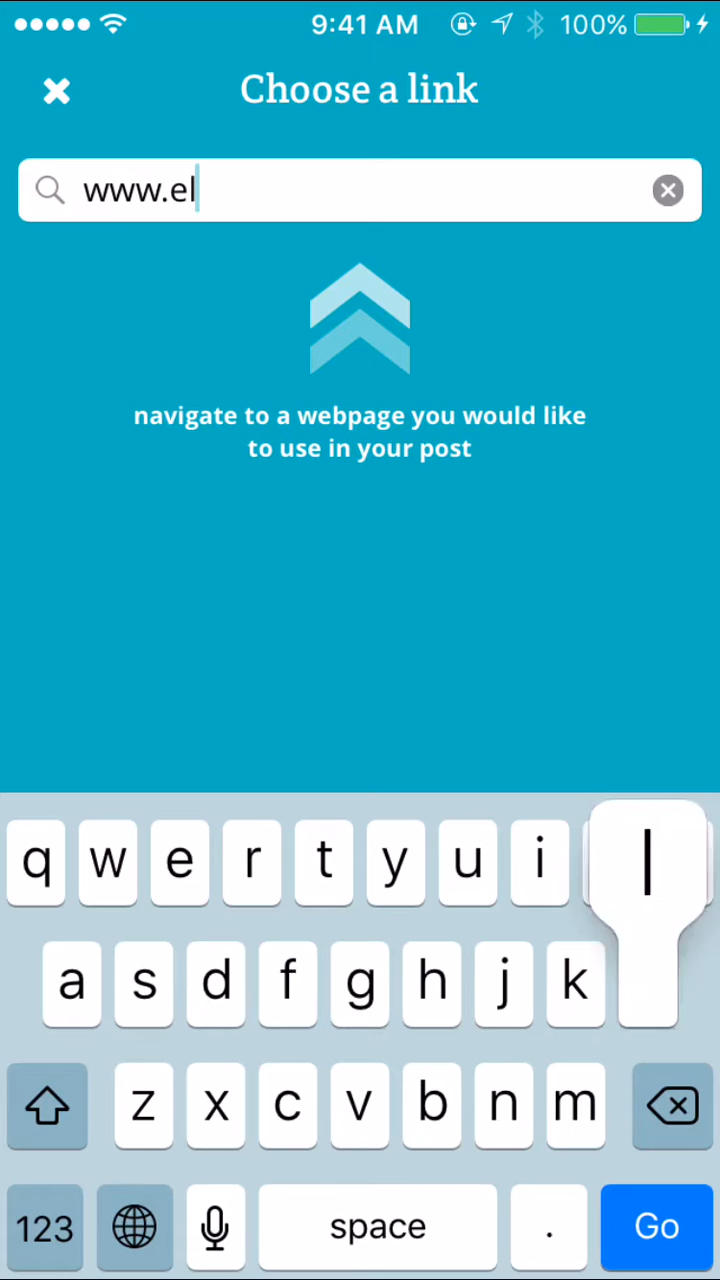 9:41 AM 100%
Choose a link
www.el
navigate to a webpage you would like
to use in your post
q w e r t y u i l
a s d f g h j k
z x c v b n m
123 space . Go